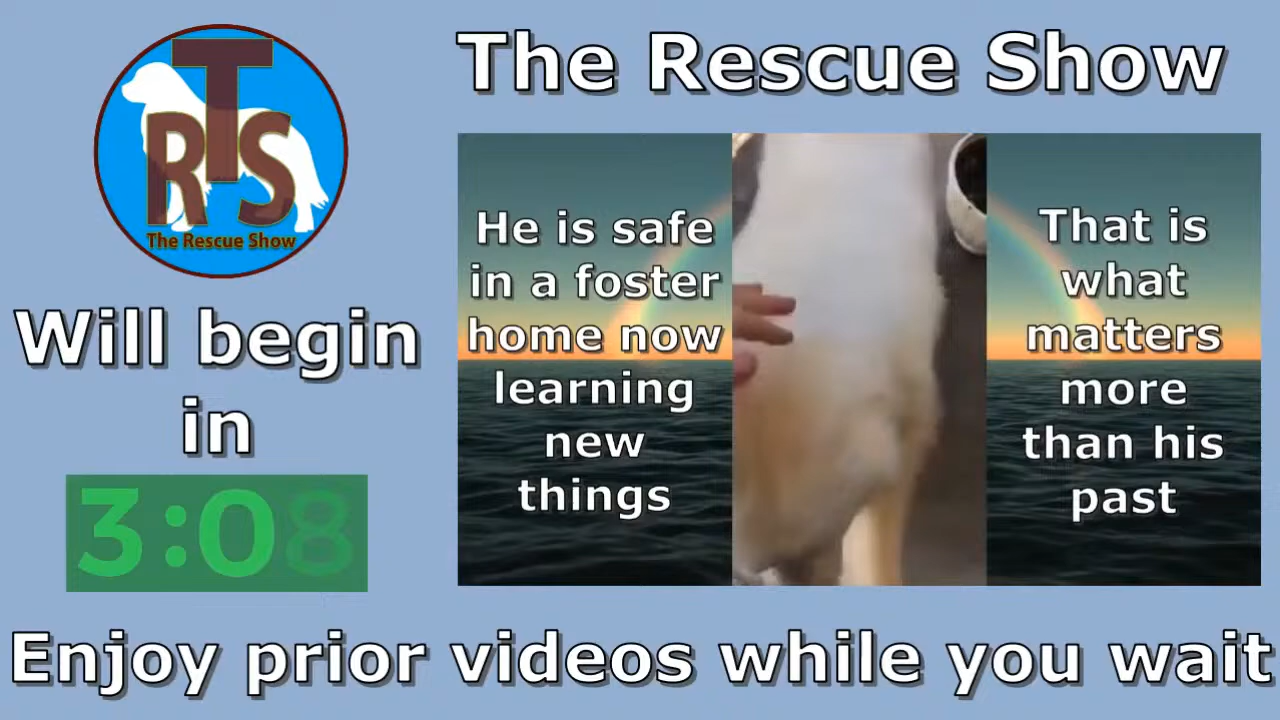 T
RS
The Rescue Show
The Rescue Show
Will begin
in
3:08
He is safe
in a foster
home now
learning
new
things
That is
what
matters
more
than his
past
Enjoy prior videos while you wait